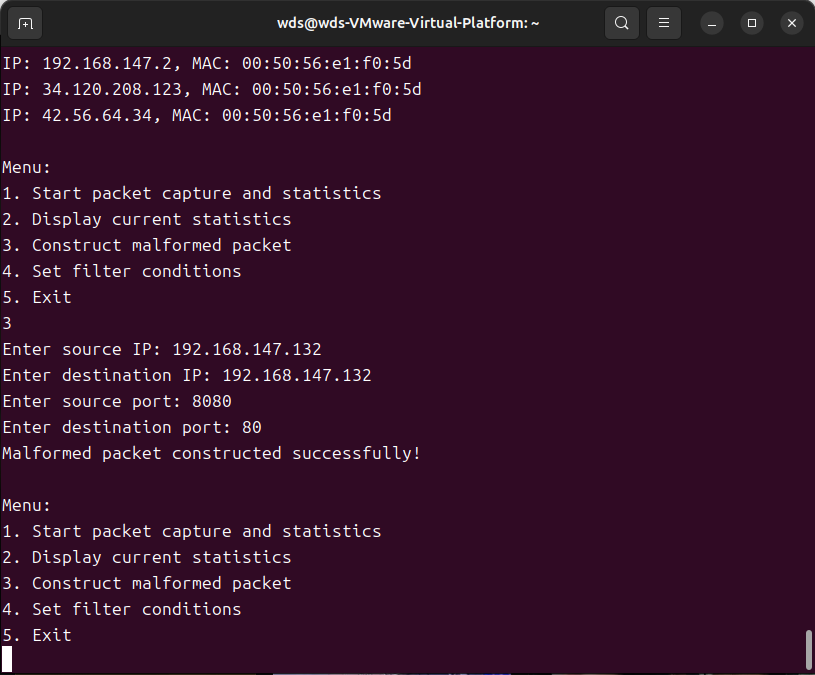 wds@wds-VMware-Virtual-Platform: ~
IP: 192.168.147.2, MAC: 00:50:56:e1:f0:5d
IP: 34.120.208.123, MAC: 00:50:56:e1:f0:5d
IP: 42.56.64.34, MAC: 00:50:56:e1:f0:5d
Menu:
1. Start packet capture and statistics
2. Display current statistics
3. Construct malformed packet
4. Set filter conditions
5. Exit
3
Enter source IP: 192.168.147.132
Enter destination IP: 192.168.147.132
Enter source port: 8080
Enter destination port: 80
Malformed packet constructed successfully!
Menu:
1. Start packet capture and statistics
2. Display current statistics
3. Construct malformed packet
4. Set filter conditions
5. Exit